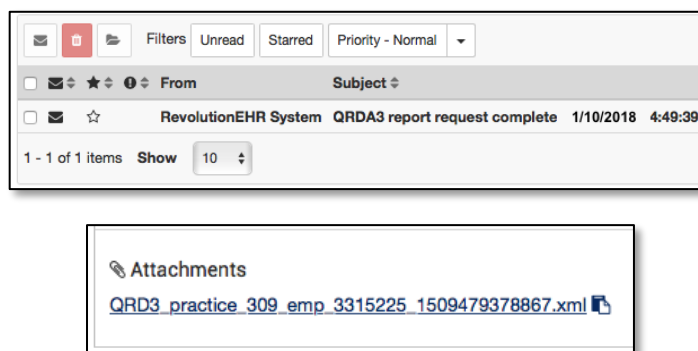 Filters Unread Starred Priority - Normal
From Subject
RevolutionEHR System QRDA3 report request complete 1/10/2018 4:49:39
1 - 1 of 1 items Show 10
Attachments
QRD3_practice_309_emp_3315225_1509479378867.xml